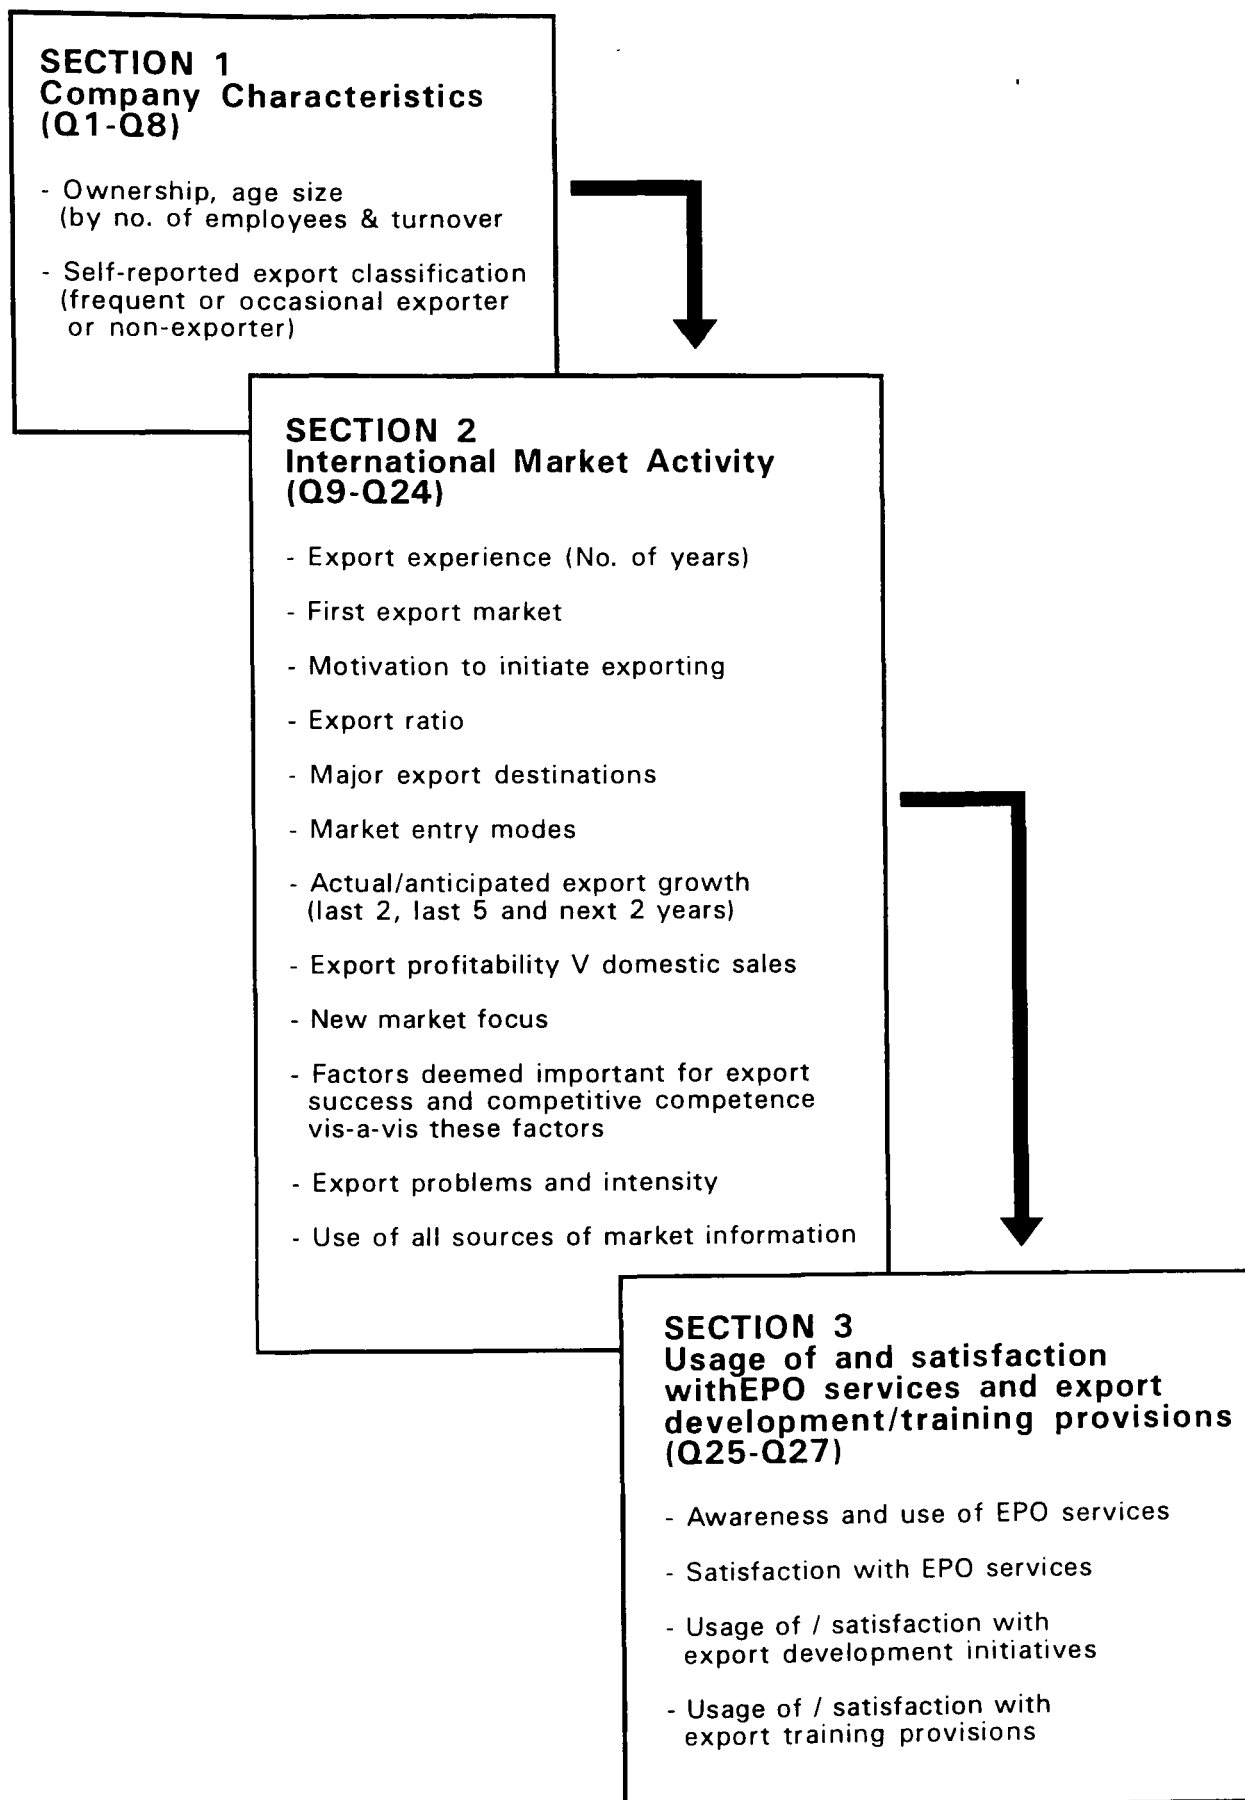 SECTION 1
Company Characteristics
(Q1-Q8)
- Ownership, age size
(by no. of employees & turnover
- Self-reported export classification
(frequent or occasional exporter
or non-exporter)
SECTION 2
International Market Activity
(Q9-Q24)
- Export experience (No. of years)
- First export market
- Motivation to initiate exporting
- Export ratio
- Major export destinations
- Market entry modes
- Actual/anticipated export growth
(last 2, last 5 and next 2 years)
- Export profitability V domestic sales
- New market focus
- Factors deemed important for export
success and competitive competence
vis-a-vis these factors
- Export problems and intensity
- Use of all sources of market information
SECTION 3
Usage of and satisfaction
withEPO services and export
development/training provisions
(Q25-Q27)
- Awareness and use of EPO services
- Satisfaction with EPO services
- Usage of / satisfaction with
export development initiatives
- Usage of / satisfaction with
export training provisions